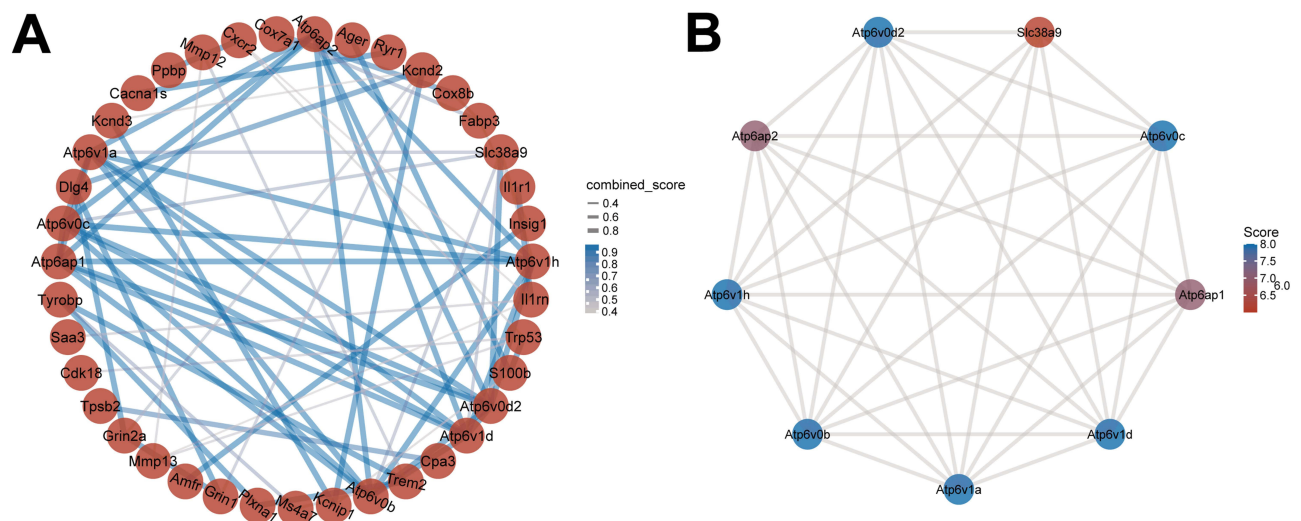 A
Atp6ap2
Ager
Ryr1
Kcnd2
Cox8b
Fabp3
Slc38a9
Il1r1
Insig1
Atp6v1h
Il1rn
Trp53
S100b
Atp6v0d2
Atp6v1d
Cpa3
Trem2
Atp6v0b
Kcnip1
Ms4a7
Plxna1
Grin1
Amfr
Mmp13
Grin2a
Tpsb2
Cdk18
Saa3
Tyrobp
Atp6ap1
Atp6v0c
Dlg4
Atp6v1a
Kcnd3
Cacna1s
Ppbp
Mmp12
Cxcr2
Cox7a1
combined_score
0.4
0.6
0.8
0.9
0.8
0.7
0.6
0.5
0.4
B
Atp6v0d2
Slc38a9
Atp6ap2
Atp6v0c
Atp6v1h
Atp6ap1
Atp6v0b
Atp6v1d
Atp6v1a
Score
8.0
7.5
7.0
6.5
6.0